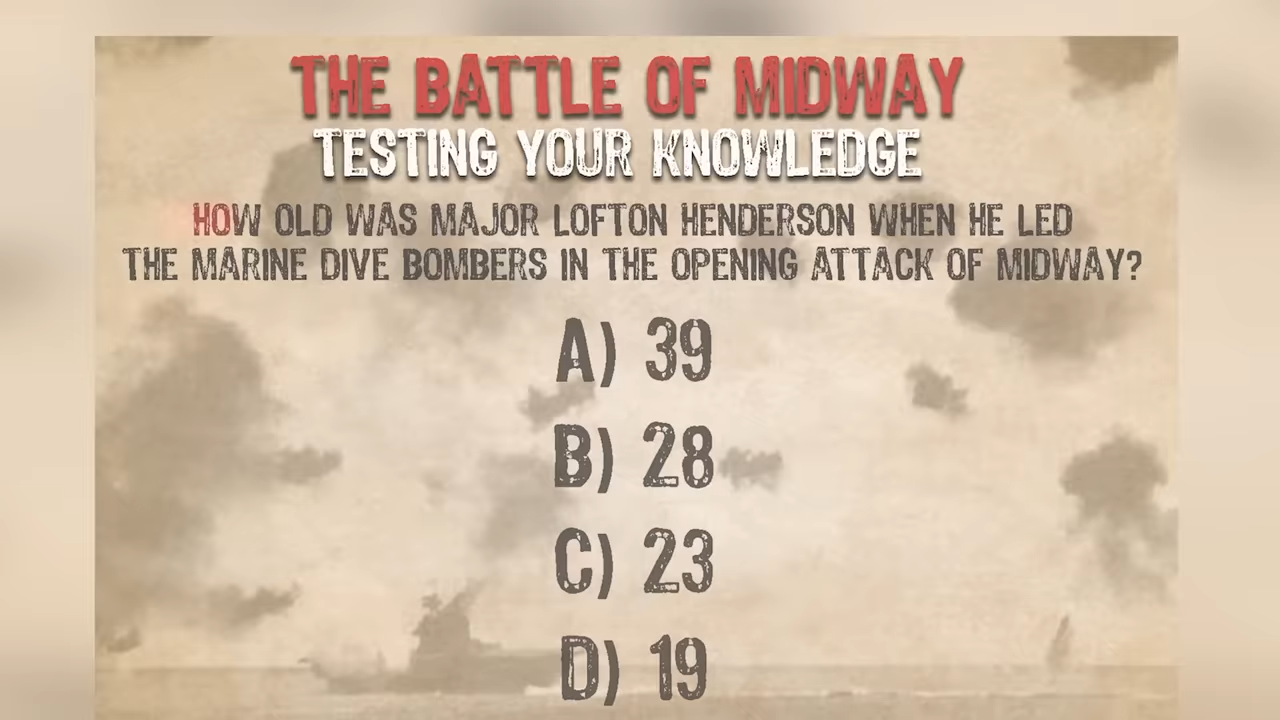 THE BATTLE OF MIDWAY
TESTING YOUR KNOWLEDGE
HOW OLD WAS MAJOR LOFTON HENDERSON WHEN HE LED
THE MARINE DIVE BOMBERS IN THE OPENING ATTACK OF MIDWAY?
A) 39
B) 28
C) 23
D) 19